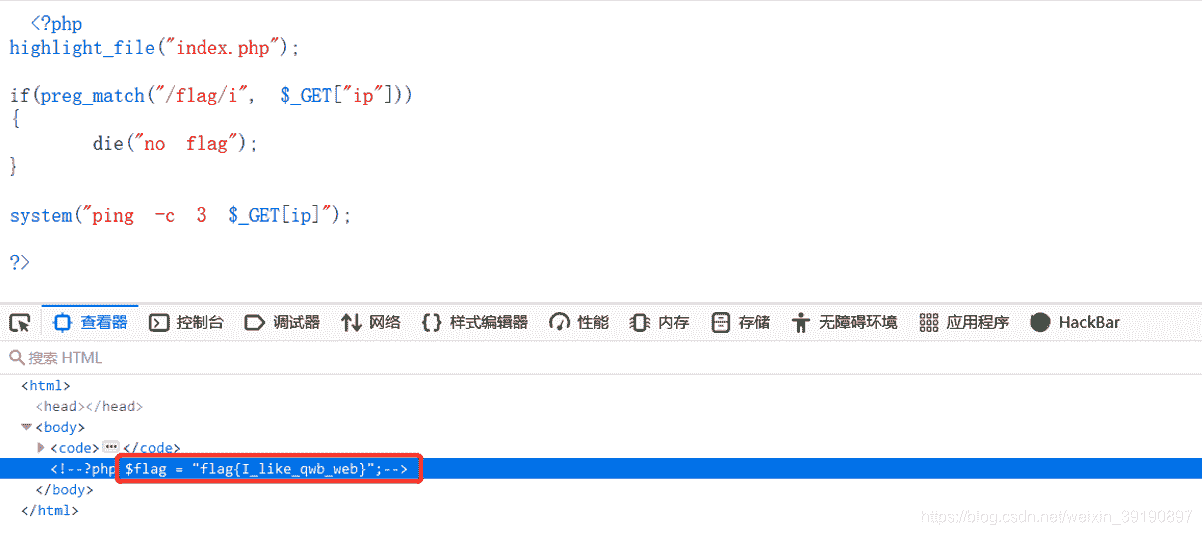 <?php
highlight_file("index.php");
if(preg_match("/flag/i", $_GET["ip"]))
{
die("no flag");
}
system("ping -c 3 $_GET[ip]");
?>
查看器 控制台 调试器 网络 样式编辑器 性能 内存 存储 无障碍环境 应用程序 HackBar
搜索 HTML
<html>
<head></head>
<body>
<code>…</code>
<!--?php $flag = "flag{I_like_qwb_web}";-->
</body>
</html>
https://blog.csdn.net/weixin_39190897